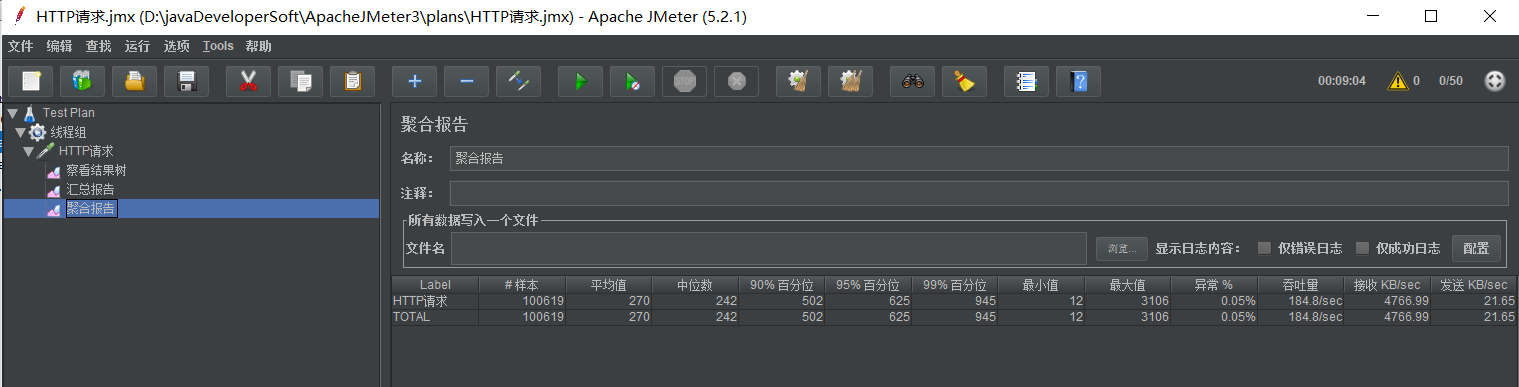 HTTP请求.jmx (D:\javaDeveloperSoft\ApacheJMeter3\plans\HTTP请求.jmx) - Apache JMeter (5.2.1)
文件 编辑 查找 运行 选项 Tools 帮助
00:09:04 0 0/50
Test Plan
线程组
HTTP请求
察看结果树
汇总报告
聚合报告
聚合报告
名称： 聚合报告
注释：
所有数据写入一个文件
文件名 浏览... 显示日志内容： 仅错误日志 仅成功日志 配置
Label # 样本 平均值 中位数 90% 百分位 95% 百分位 99% 百分位 最小值 最大值 异常 % 吞吐量 接收 KB/sec 发送 KB/sec
HTTP请求 100619 270 242 502 625 945 12 3106 0.05% 184.8/sec 4766.99 21.65
TOTAL 100619 270 242 502 625 945 12 3106 0.05% 184.8/sec 4766.99 21.65